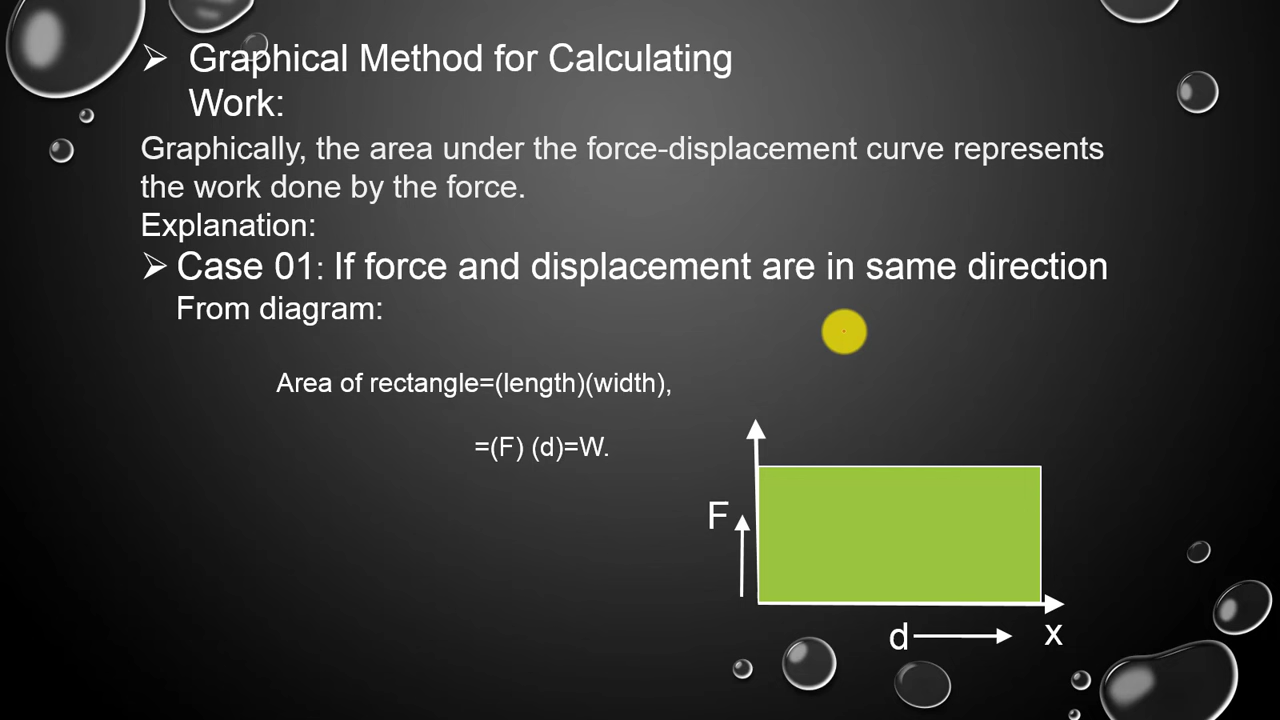 Graphical Method for Calculating
Work:
Graphically, the area under the force-displacement curve represents
the work done by the force.
Explanation:
Case 01: If force and displacement are in same direction
From diagram:
Area of rectangle=(length)(width),
=(F) (d)=W.
F
d
x